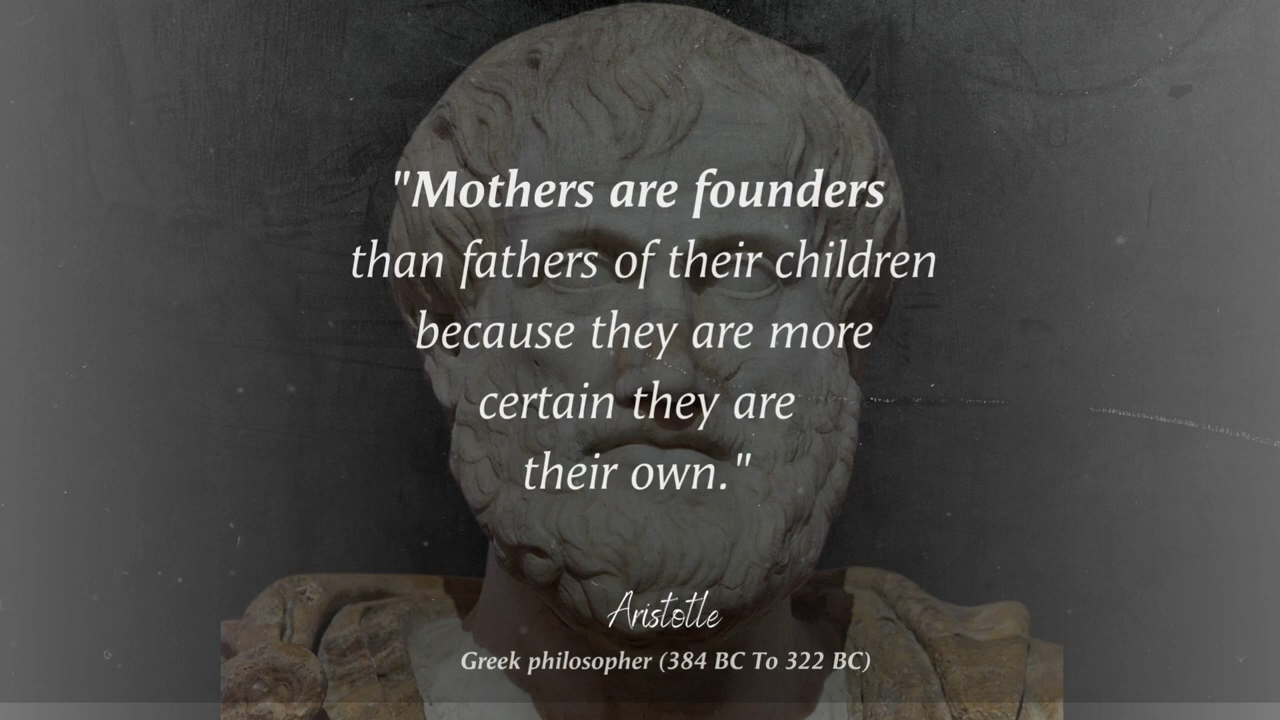 "Mothers are founders
than fathers of their children
because they are more
certain they are
their own."
Aristotle
Greek philosopher (384 BC To 322 BC)